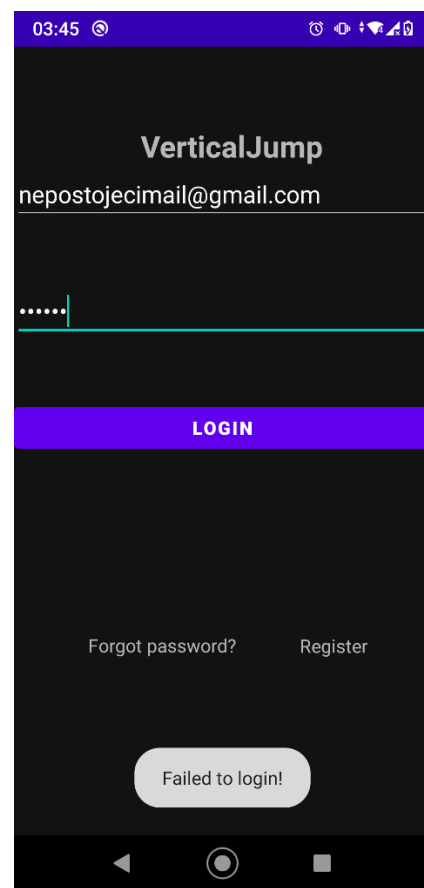 03:45
VerticalJump
nepostojecimail@gmail.com
••••••
LOGIN
Forgot password? Register
Failed to login!